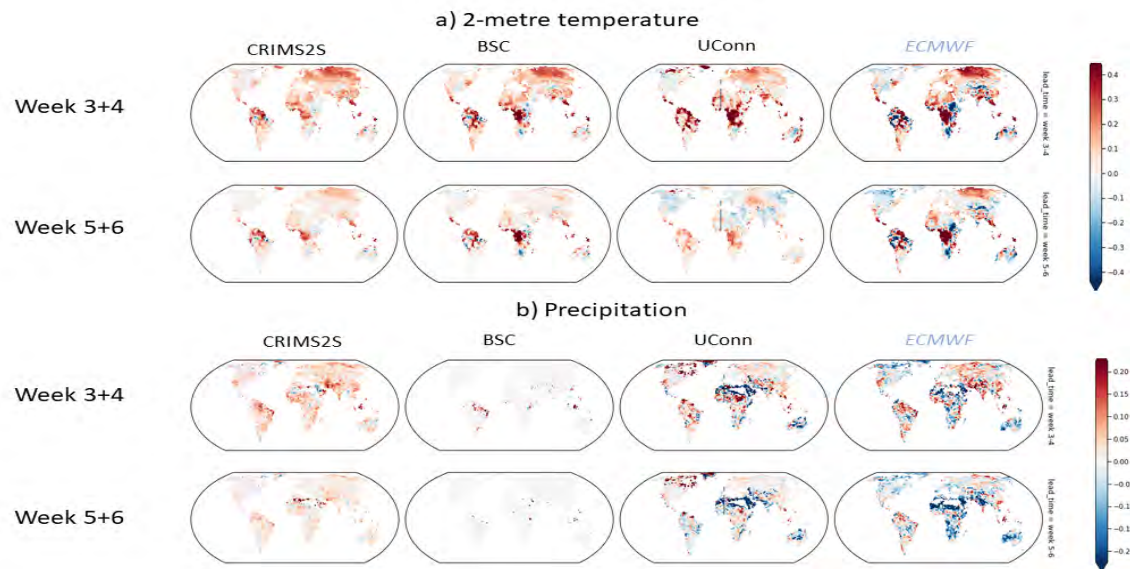 a) 2-metre temperature
CRIMS2S BSC UConn ECMWF
Week 3+4
lead_time = week 3-4
Week 5+6
lead_time = week 5-6
0.4
0.3
0.2
0.1
0.0
−0.1
−0.2
−0.3
−0.4
b) Precipitation
CRIMS2S BSC UConn ECMWF
Week 3+4
lead_time = week 3-4
Week 5+6
lead_time = week 5-6
0.20
0.15
0.10
0.05
0.00
−0.0
−0.1
−0.1
−0.2